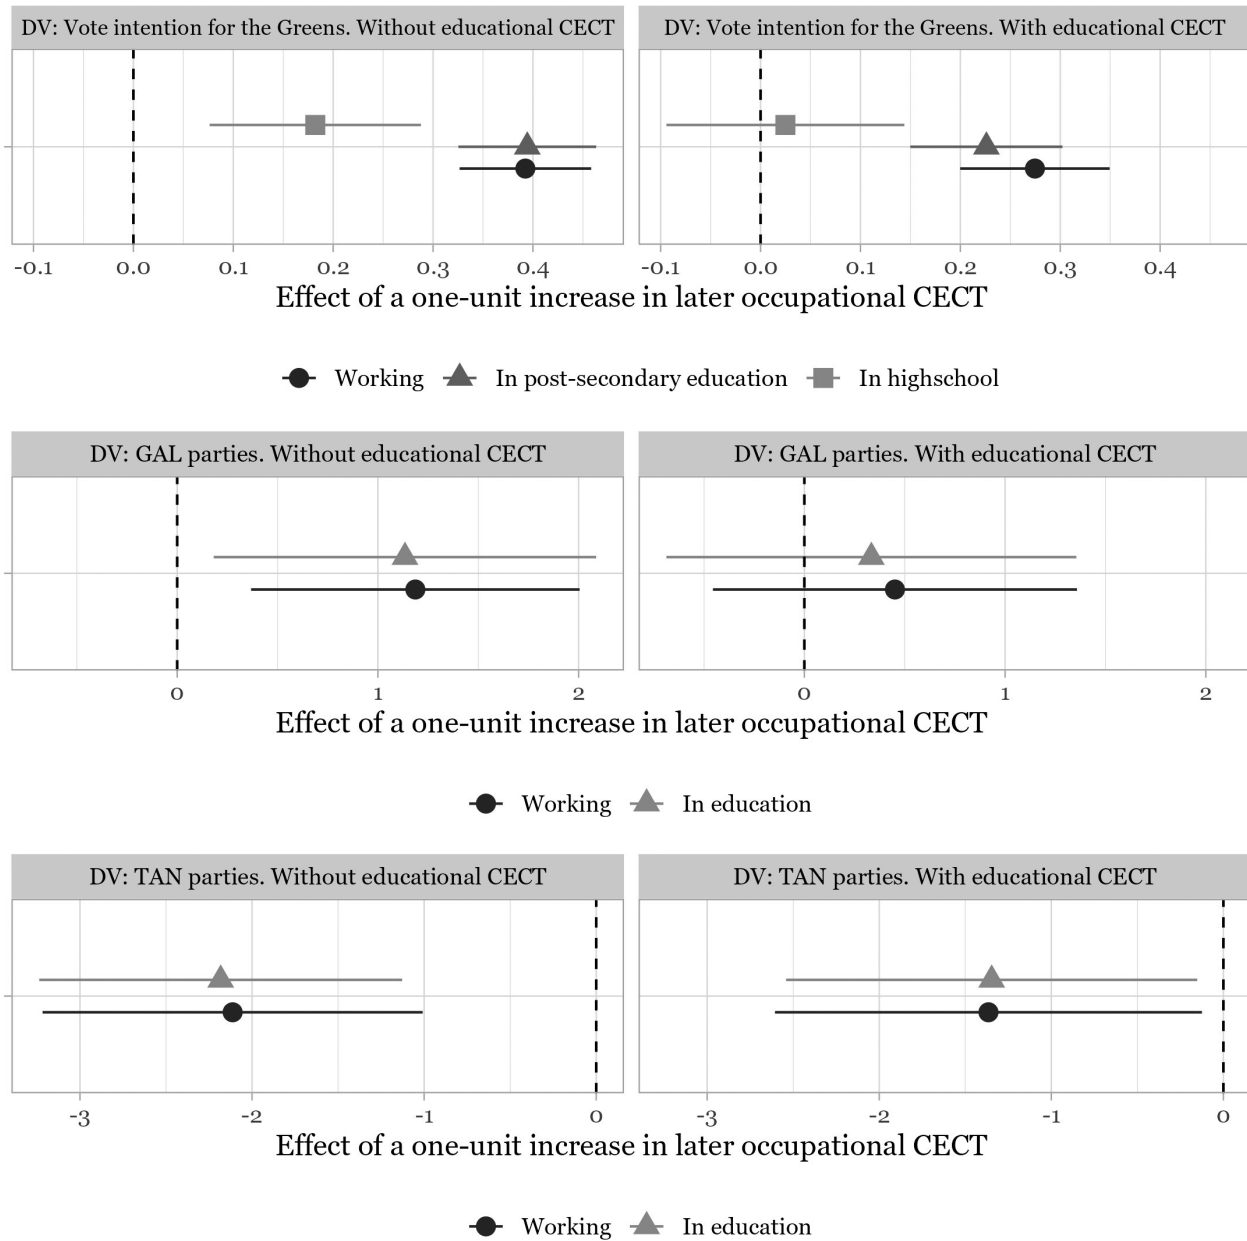 DV: Vote intention for the Greens. Without educational CECT
DV: Vote intention for the Greens. With educational CECT
-0.1 0.0 0.1 0.2 0.3 0.4
-0.1 0.0 0.1 0.2 0.3 0.4
Effect of a one-unit increase in later occupational CECT
Working In post-secondary education In highschool
DV: GAL parties. Without educational CECT
DV: GAL parties. With educational CECT
0 1 2
0 1 2
Effect of a one-unit increase in later occupational CECT
Working In education
DV: TAN parties. Without educational CECT
DV: TAN parties. With educational CECT
-3 -2 -1 0
-3 -2 -1 0
Effect of a one-unit increase in later occupational CECT
Working In education